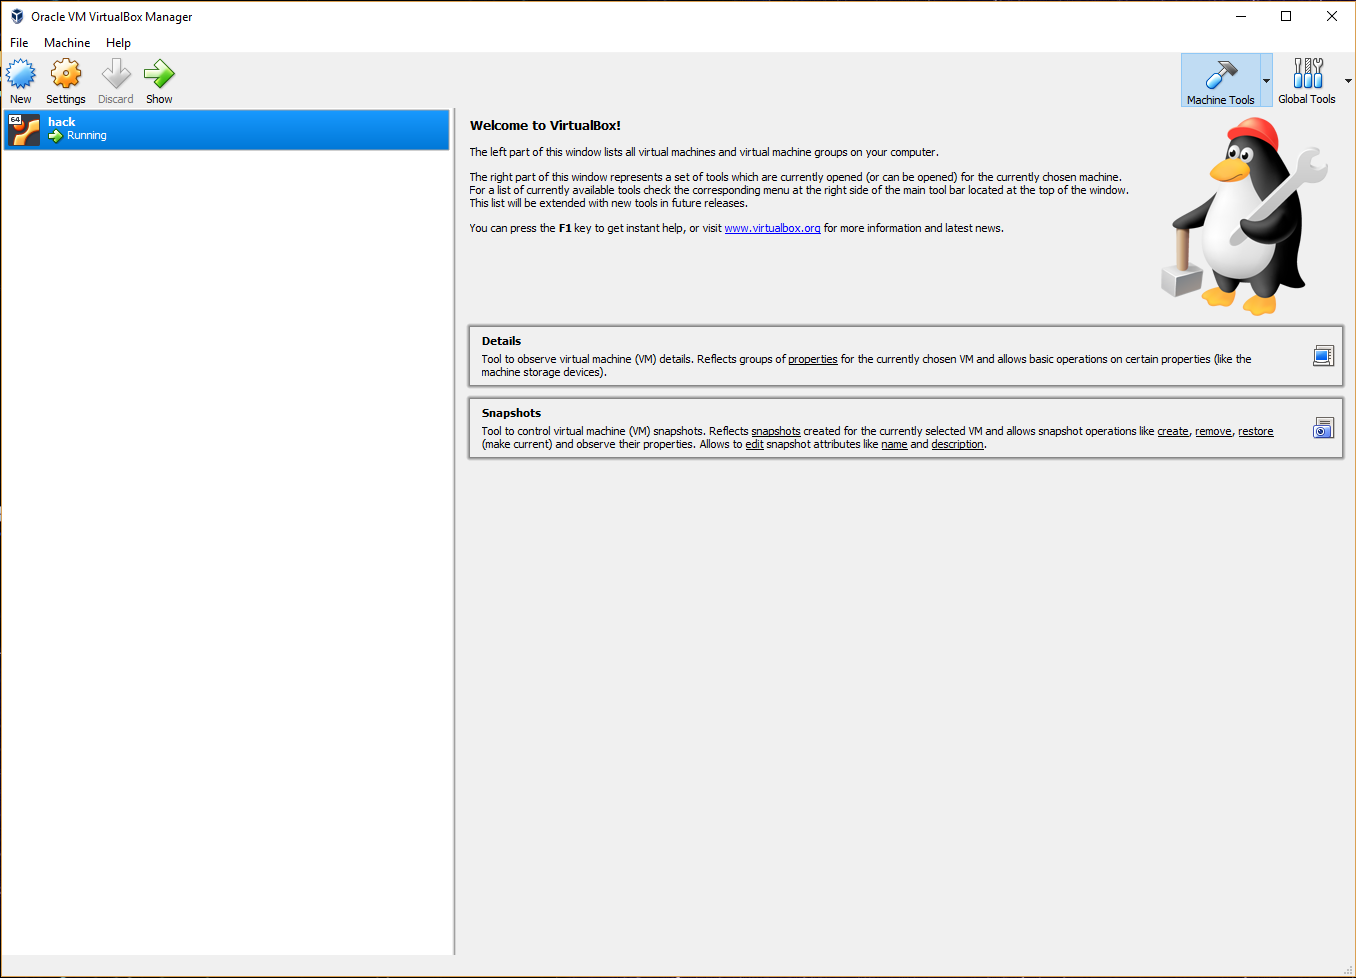 Oracle VM VirtualBox Manager
File Machine Help
New Settings Discard Show
Machine Tools Global Tools
64
hack
Running
Welcome to VirtualBox!
The left part of this window lists all virtual machines and virtual machine groups on your computer.
The right part of this window represents a set of tools which are currently opened (or can be opened) for the currently chosen machine.
For a list of currently available tools check the corresponding menu at the right side of the main tool bar located at the top of the window.
This list will be extended with new tools in future releases.
You can press the F1 key to get instant help, or visit www.virtualbox.org for more information and latest news.
Details
Tool to observe virtual machine (VM) details. Reflects groups of properties for the currently chosen VM and allows basic operations on certain properties (like the
machine storage devices).
Snapshots
Tool to control virtual machine (VM) snapshots. Reflects snapshots created for the currently selected VM and allows snapshot operations like create, remove, restore
(make current) and observe their properties. Allows to edit snapshot attributes like name and description.